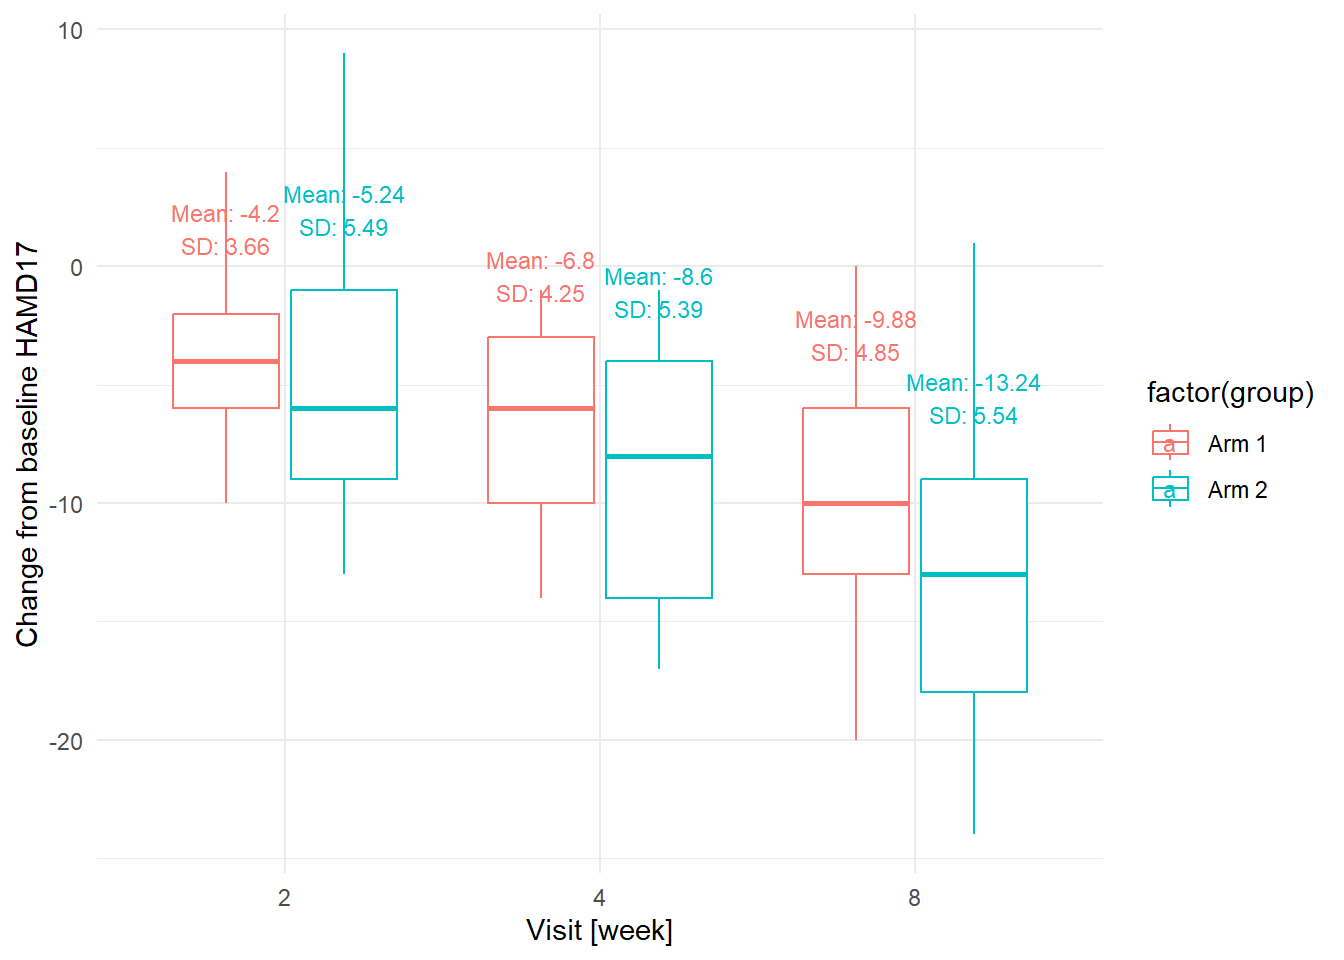 10
0
-10
-20
Change from baseline HAMD17
Mean: -4.2
SD: 3.66
Mean: -5.24
SD: 5.49
Mean: -6.8
SD: 4.25
Mean: -8.6
SD: 5.39
Mean: -9.88
SD: 4.85
Mean: -13.24
SD: 5.54
2
4
8
Visit [week]
factor(group)
a Arm 1
a Arm 2